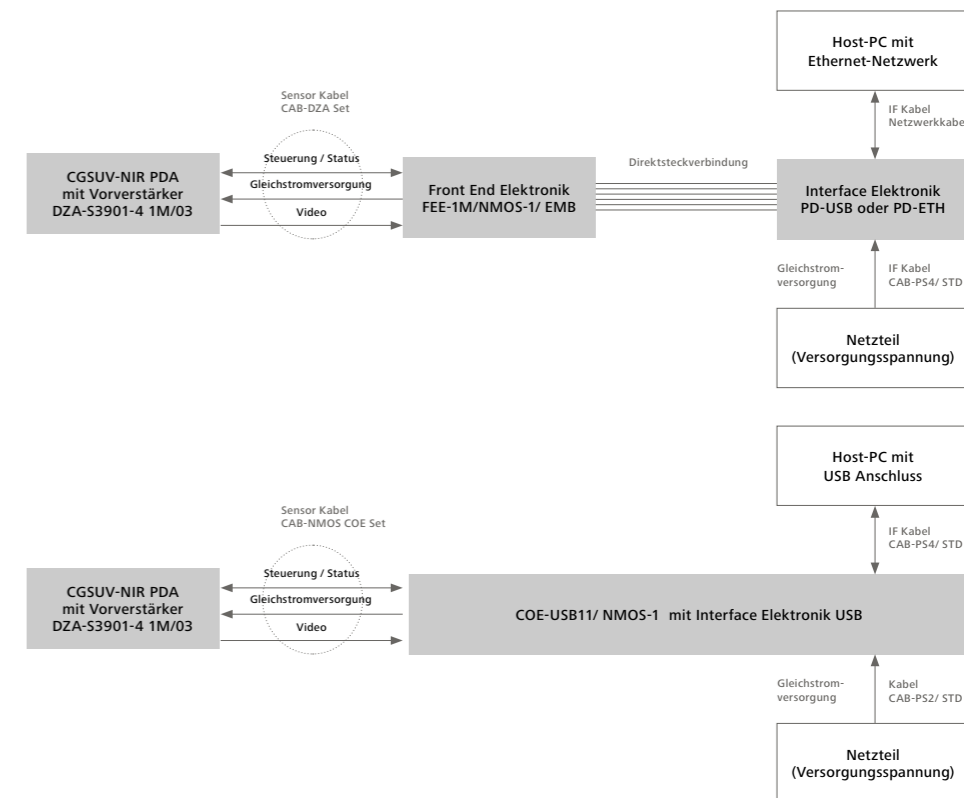 Host-PC mit
Ethernet-Netzwerk
Sensor Kabel
CAB-DZA Set
IF Kabel
Netzwerkkabe
Steuerung / Status
Gleichstromversorgung
Video
CGSUV-NIR PDA
mit Vorverstärker
DZA-S3901-4 1M/03
Front End Elektronik
FEE-1M/NMOS-1/ EMB
Direktsteckverbindung
Interface Elektronik
PD-USB oder PD-ETH
Gleichstrom-
versorgung
IF Kabel
CAB-PS4/ STD
Netzteil
(Versorgungsspannung)
Host-PC mit
USB Anschluss
Sensor Kabel
CAB-NMOS COE Set
IF Kabel
CAB-PS4/ STD
Steuerung / Status
Gleichstromversorgung
Video
CGSUV-NIR PDA
mit Vorverstärker
DZA-S3901-4 1M/03
COE-USB11/ NMOS-1 mit Interface Elektronik USB
Gleichstrom-
versorgung
Kabel
CAB-PS2/ STD
Netzteil
(Versorgungsspannung)